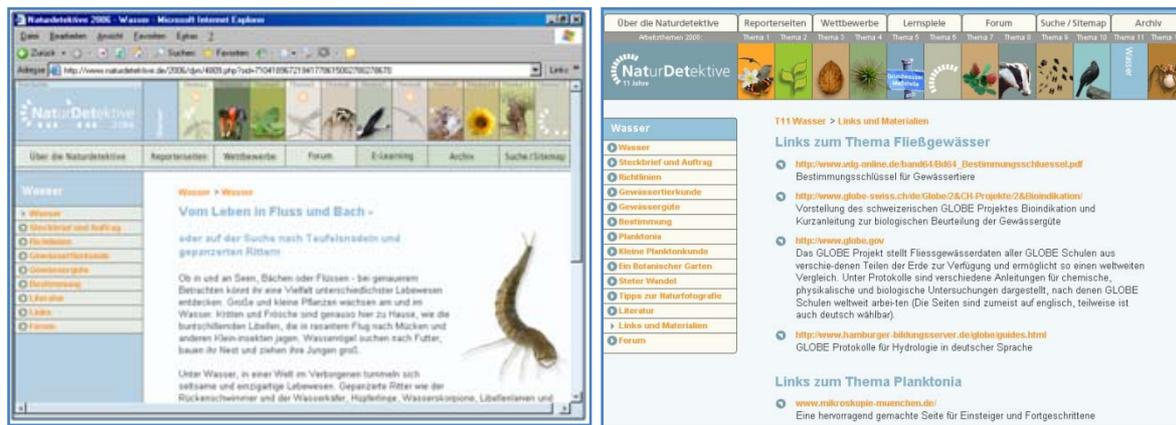 Naturdetektive 2006 - Wasser - Microsoft Internet Explorer
Datei Bearbeiten Ansicht Favoriten Extras ?
Zurück Suchen Favoriten
Adresse Links
NaturDetektive
2006
Über die Naturdetektive Reporterseiten Wettbewerbe Forum E-Learning Archiv Suche / Sitemap
Wasser
Wasser
Steckbrief und Auftrag
Richtlinien
Gewässertierkunde
Gewässergüte
Bestimmung
Literatur
Links
Forum
Wasser > Wasser
Vom Leben in Fluss und Bach -
oder auf der Suche nach Teufelsnadeln und
gepanzerten Rittern
Ob in und an Seen, Bächen oder Flüssen - bei genauerem
Betrachten könnt ihr eine Vielfalt unterschiedlichster Lebewesen
entdecken. Große und kleine Pflanzen wachsen am und im
Wasser. Kröten und Frösche sind genauso hier zu Hause, wie die
buntschillernden Libellen, die in rasantem Flug nach Mücken und
anderen Klein-insekten jagen. Wasservögel suchen nach Futter,
bauen ihr Nest und ziehen ihre Jungen groß.
Unter Wasser, in einer Welt im Verborgenen tummeln sich
seltsame und einzigartige Lebewesen. Gepanzerte Ritter wie der
Rückenschwimmer und der Wasserkäfer, Hüpferlinge, Wasserskorpione, Libellenlarven und
Über die Naturdetektive Reporterseiten Wettbewerbe Lernspiele Forum Suche / Sitemap Archiv
Arbeitsthemen 2008: Thema 1 Thema 2 Thema 3 Thema 4 Thema 5 Thema 6 Thema 7 Thema 8 Thema 9 Thema 10 Thema 11
NaturDetektive
11 Jahre
Wasser
Wasser
Wasser
Steckbrief und Auftrag
Richtlinien
Gewässertierkunde
Gewässergüte
Bestimmung
Planktonia
Kleine Planktonkunde
Ein Botanischer Garten
Steter Wandel
Tipps zur Naturfotografie
Literatur
Links und Materialien
Forum
T11 Wasser > Links und Materialien
Links zum Thema Fließgewässer
http://www.vdg-online.de/band64/Bd64_Bestimmungsschluessel.pdf
Bestimmungsschlüssel für Gewässertiere
http://www.globe-swiss.ch/de/Globe/2&CH-Projekte/2&Bioindikation/
Vorstellung des schweizerischen GLOBE Projektes Bioindikation und
Kurzanleitung zur biologischen Beurteilung der Gewässergüte
http://www.globe.gov
Das GLOBE Projekt stellt Fliessgewässerdaten aller GLOBE Schulen aus
verschie-denen Teilen der Erde zur Verfügung und ermöglicht so einen weltweiten
Vergleich. Unter Protokolle sind verschiedene Anleitungen für chemische,
physikalische und biologische Untersuchungen dargestellt, nach denen GLOBE
Schulen weltweit arbei-ten (Die Seiten sind zumeist auf englisch, teilweise ist
auch deutsch wählbar).
http://www.hamburger-bildungsserver.de/globe/guides.html
GLOBE Protokolle für Hydrologie in deutscher Sprache
Links zum Thema Planktonia
www.mikroskopie-muenchen.de/
Eine hervorragend gemachte Seite für Einsteiger und Fortgeschrittene